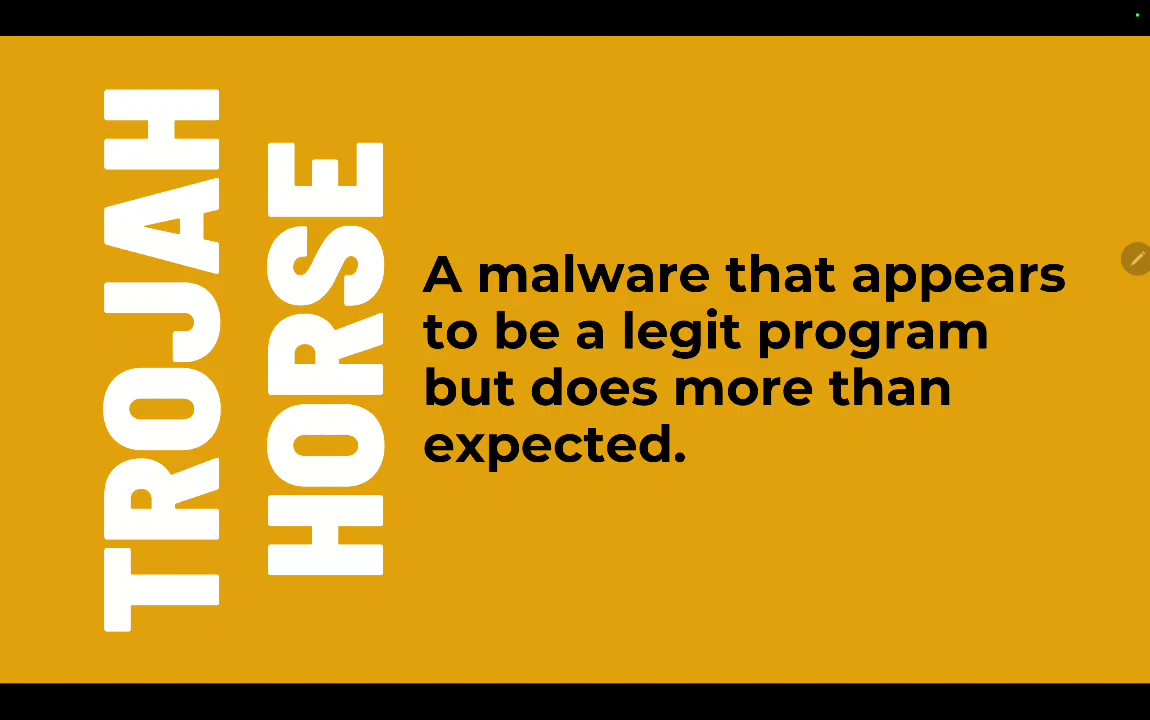 TROJAH
HORSE
A malware that appears
to be a legit program
but does more than
expected.